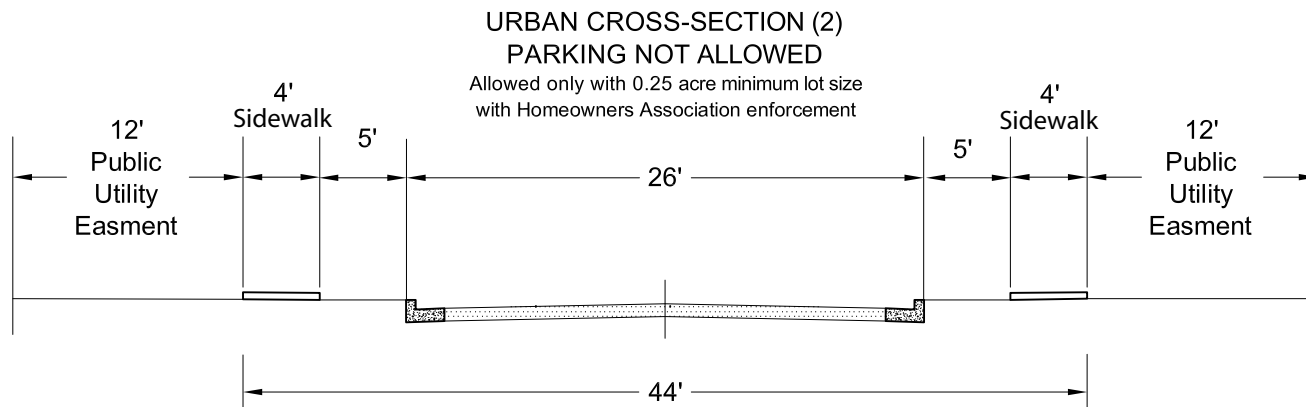 URBAN CROSS-SECTION (2)
PARKING NOT ALLOWED
Allowed only with 0.25 acre minimum lot size
with Homeowners Association enforcement
12'
Public
Utility
Easment
4'
Sidewalk
5'
26'
5'
4'
Sidewalk
12'
Public
Utility
Easment
44'